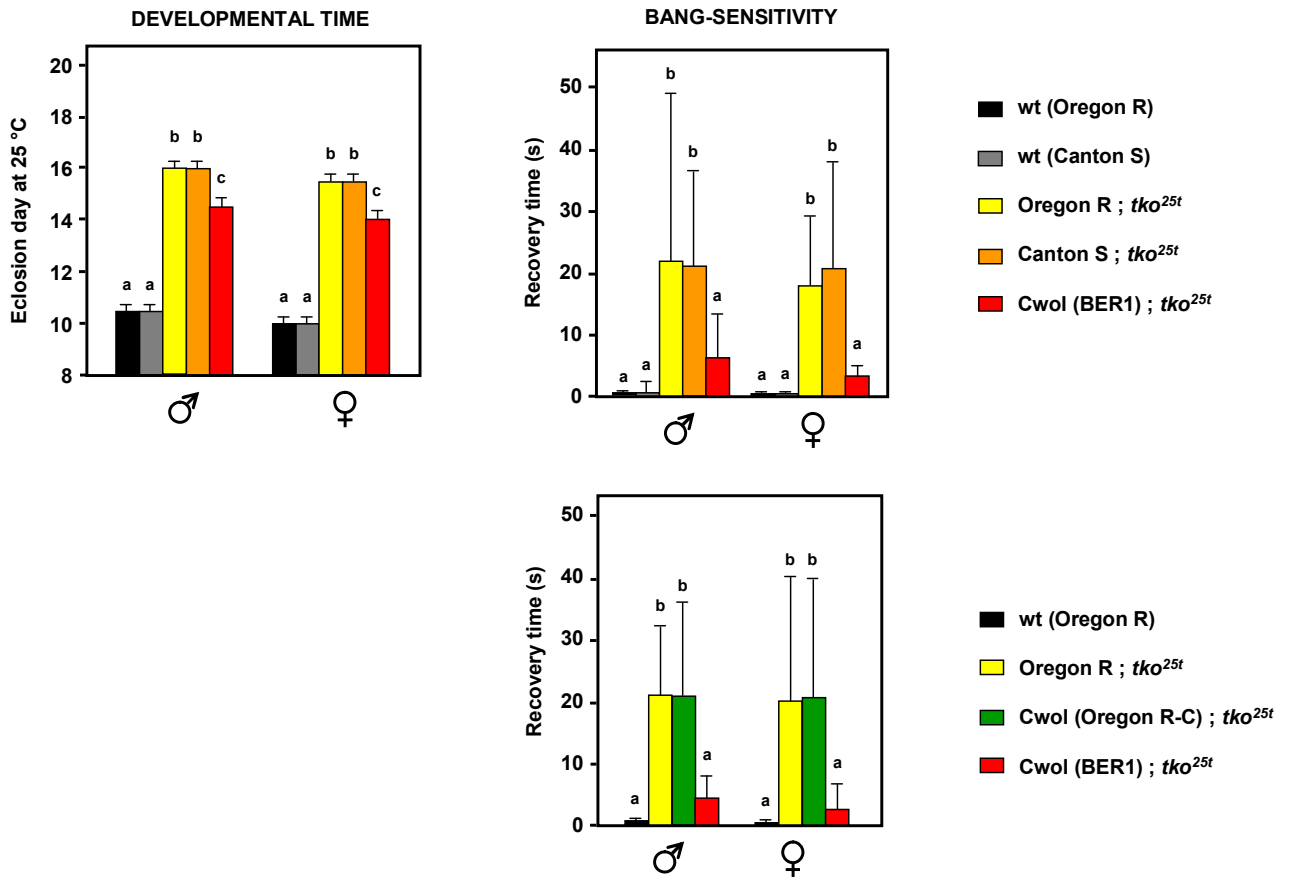 DEVELOPMENTAL TIME
BANG-SENSITIVITY
Eclosion day at 25 °C
20
18
16
14
12
10
8
a a b b c
a a b b c
♂ ♀
Recovery time (s)
50
40
30
20
10
0
a a b b a
a a b b a
♂ ♀
wt (Oregon R)
wt (Canton S)
Oregon R ; tko25t
Canton S ; tko25t
Cwol (BER1) ; tko25t
Recovery time (s)
50
40
30
20
10
0
a b b a
a b b a
♂ ♀
wt (Oregon R)
Oregon R ; tko25t
Cwol (Oregon R-C) ; tko25t
Cwol (BER1) ; tko25t